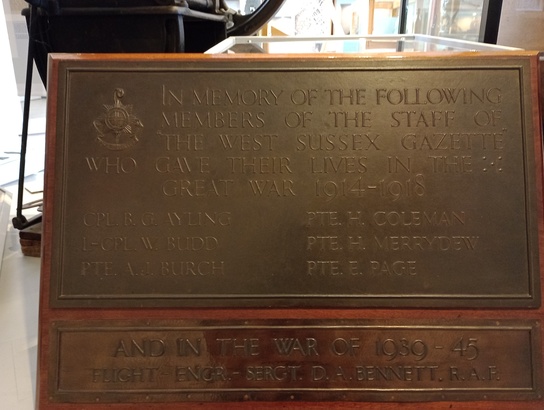 IN MEMORY OF THE FOLLOWING
MEMBERS OF THE STAFF OF
THE WEST SUSSEX GAZETTE
WHO GAVE THEIR LIVES IN THE
GREAT WAR 1914-1918
CPL. B. G. AYLING
L-CPL. W. BUDD
PTE. A. J. BURCH
PTE. H. COLEMAN
PTE. H. MERRYDEW
PTE. E. PAGE
AND IN THE WAR OF 1939-45
FLIGHT ENGR.-SERGT. D. A. BENNETT, R.A.F.